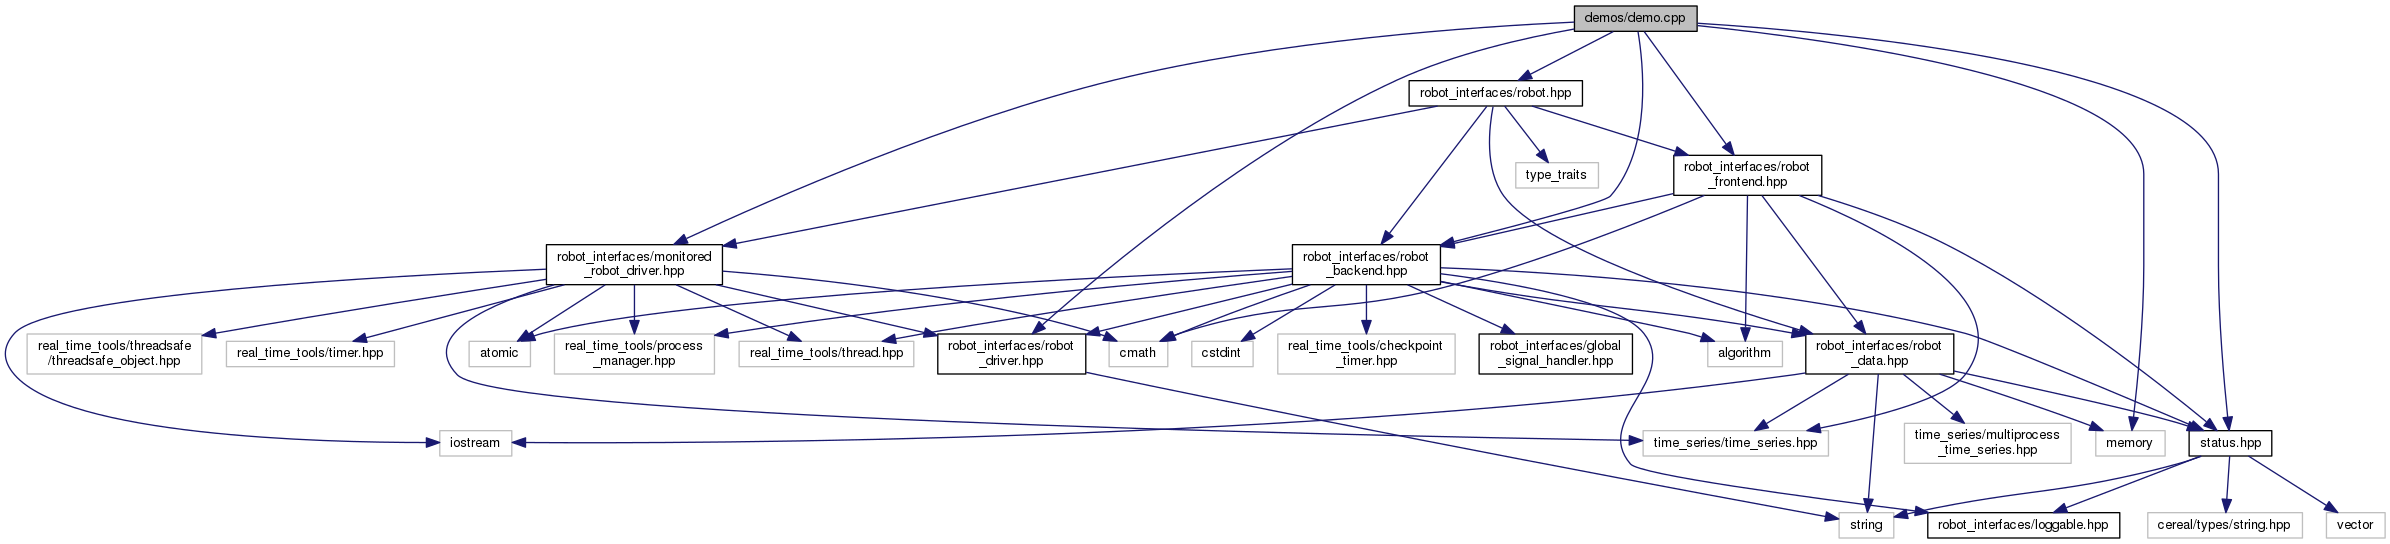 demos/demo.cpp
robot_interfaces/robot.hpp
type_traits
robot_interfaces/robot
_frontend.hpp
robot_interfaces/monitored
_robot_driver.hpp
robot_interfaces/robot
_backend.hpp
real_time_tools/threadsafe
/threadsafe_object.hpp
real_time_tools/timer.hpp
atomic
real_time_tools/process
_manager.hpp
real_time_tools/thread.hpp
robot_interfaces/robot
_driver.hpp
cmath
cstdint
real_time_tools/checkpoint
_timer.hpp
robot_interfaces/global
_signal_handler.hpp
algorithm
robot_interfaces/robot
_data.hpp
iostream
time_series/time_series.hpp
time_series/multiprocess
_time_series.hpp
memory
status.hpp
string
robot_interfaces/loggable.hpp
cereal/types/string.hpp
vector